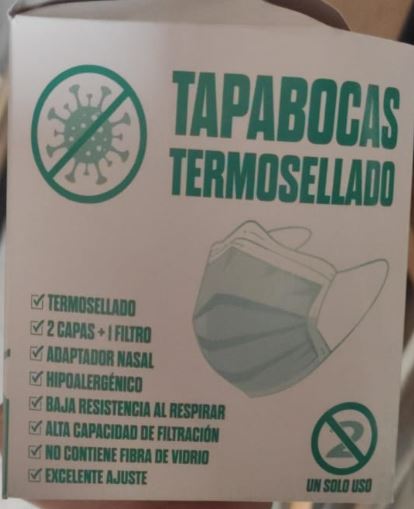 TAPABOCAS
TERMOSELLADO
TERMOSELLADO
2 CAPAS + 1 FILTRO
ADAPTADOR NASAL
HIPOALERGÉNICO
BAJA RESISTENCIA AL RESPIRAR
ALTA CAPACIDAD DE FILTRACIÓN
NO CONTIENE FIBRA DE VIDRIO
EXCELENTE AJUSTE
2
UN SOLO USO